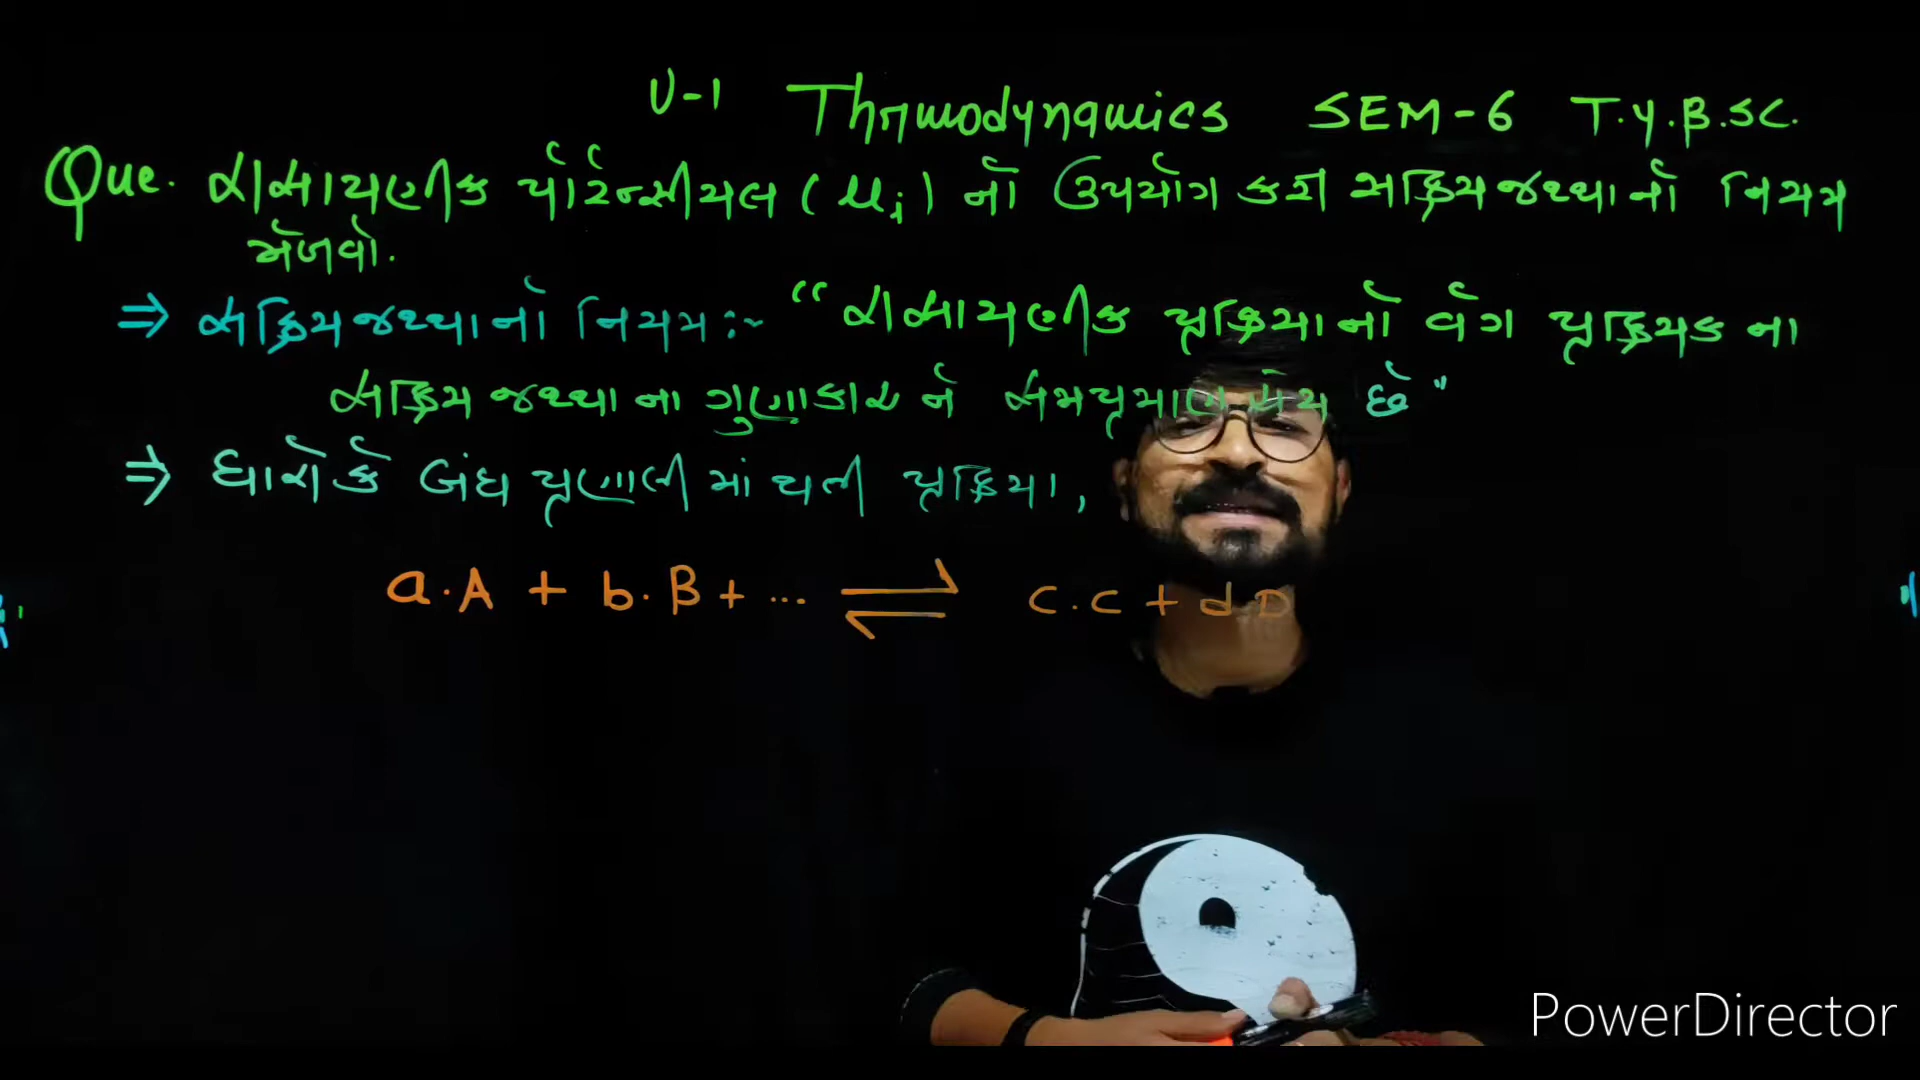 U-1 Thermodynamics SEM-6 T.Y.B.SC.
Que. રાસાયણીક પોટેન્સીયલ (μi) નો ઉપયોગ કરી સક્રિયજથ્થાનો નિયમ
મેળવો.
⇒ સક્રિયજથ્થાનો નિયમ :- “રાસાયણીક પ્રક્રિયાનો વેગ પ્રક્રિયક ના
સક્રિય જથ્થા ના ગુણાકાર ને સમપ્રમાણ હોય છે”
⇒ ધારો કે બંધ પ્રણાલી માં થતી પ્રક્રિયા,
a.A + b.B + ... ⇌ c.C + dD
PowerDirector